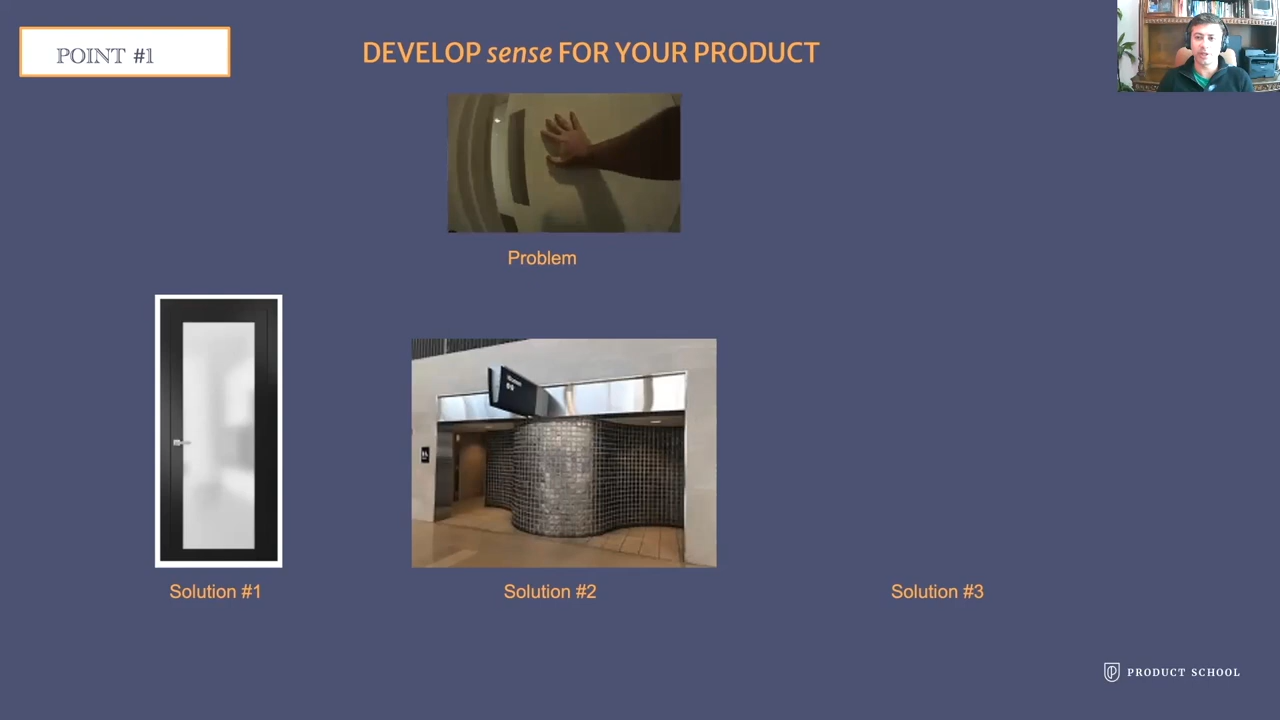 POINT #1
DEVELOP sense FOR YOUR PRODUCT
Problem
Solution #1
Solution #2
Solution #3
PRODUCT SCHOOL